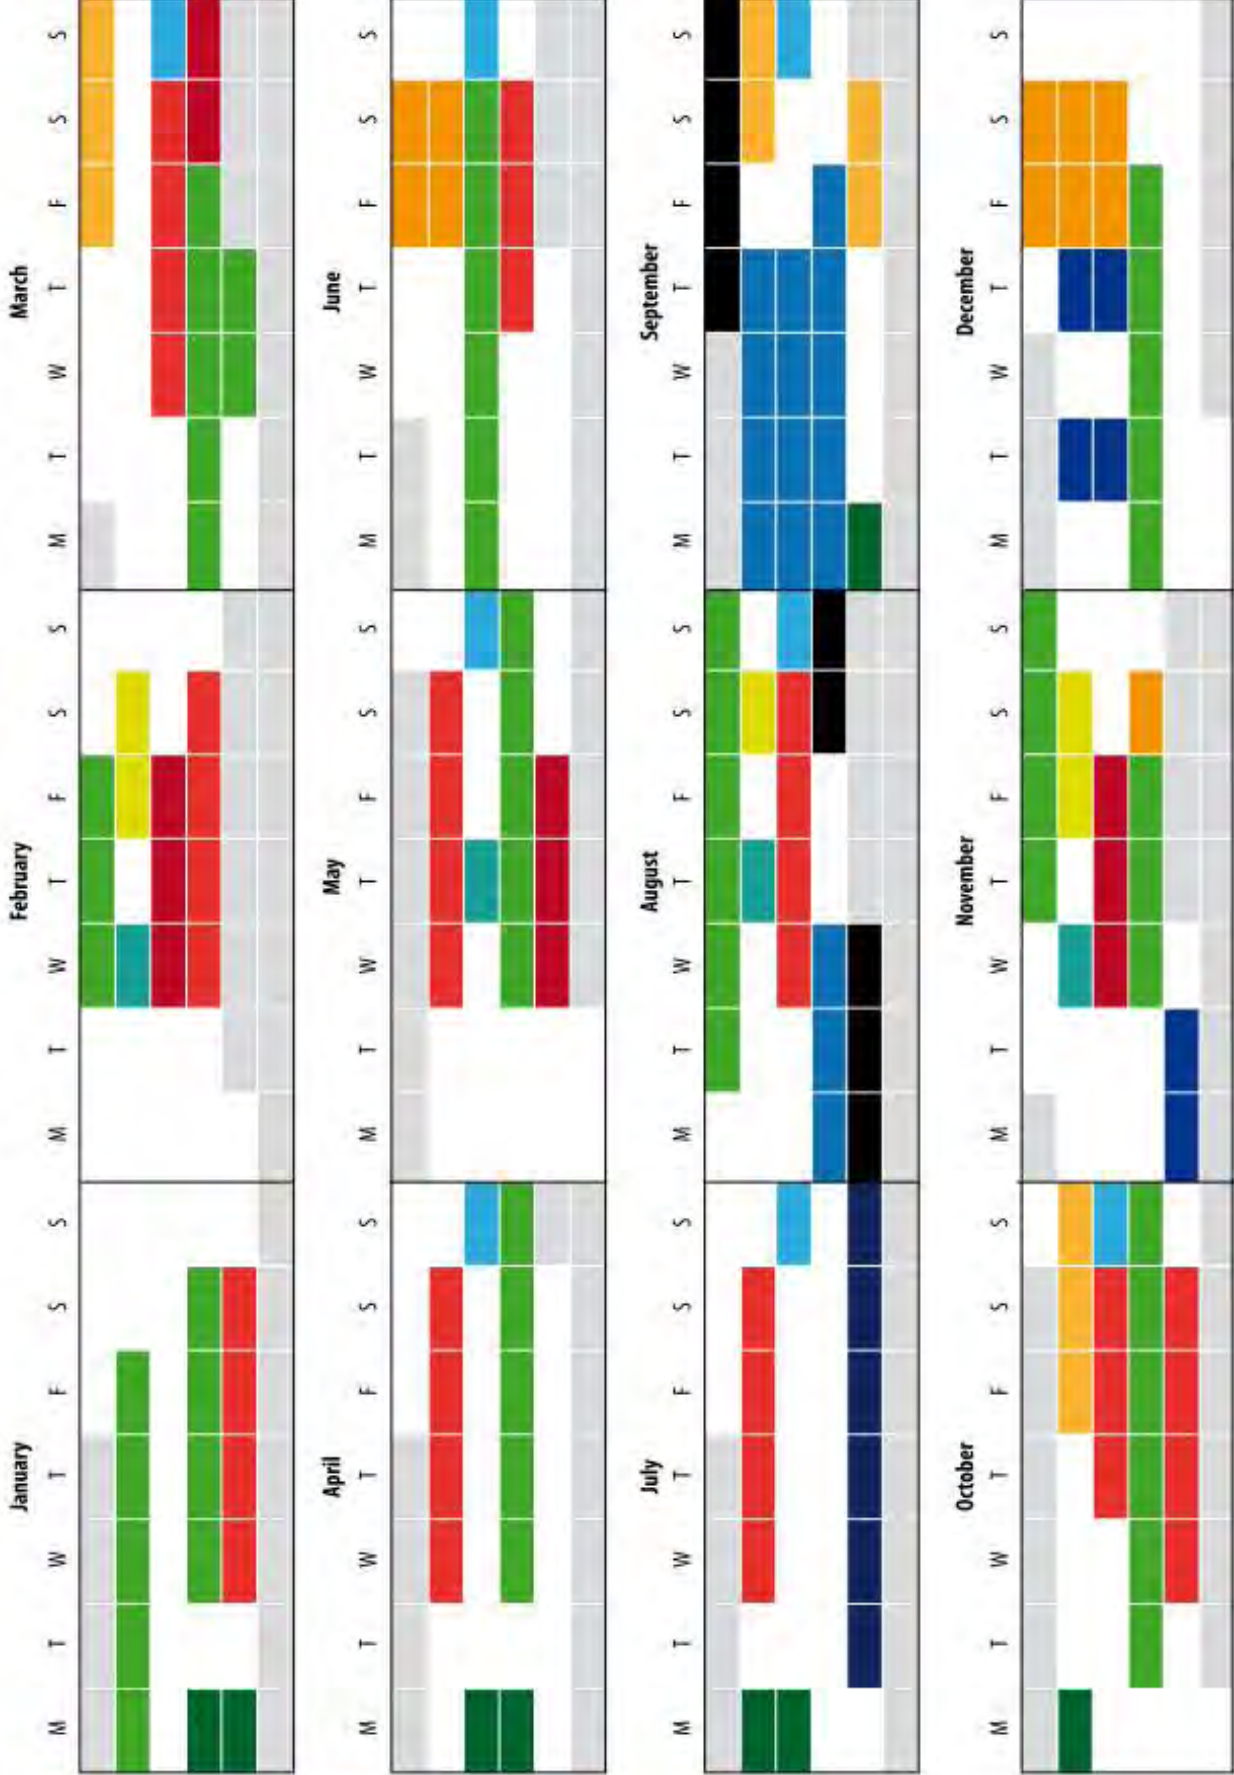 January February March
M T W T F S S M T W T F S S M T W T F S S
April May June
M T W T F S S M T W T F S S M T W T F S S
July August September
M T W T F S S M T W T F S S M T W T F S S
October November December
M T W T F S S M T W T F S S M T W T F S S